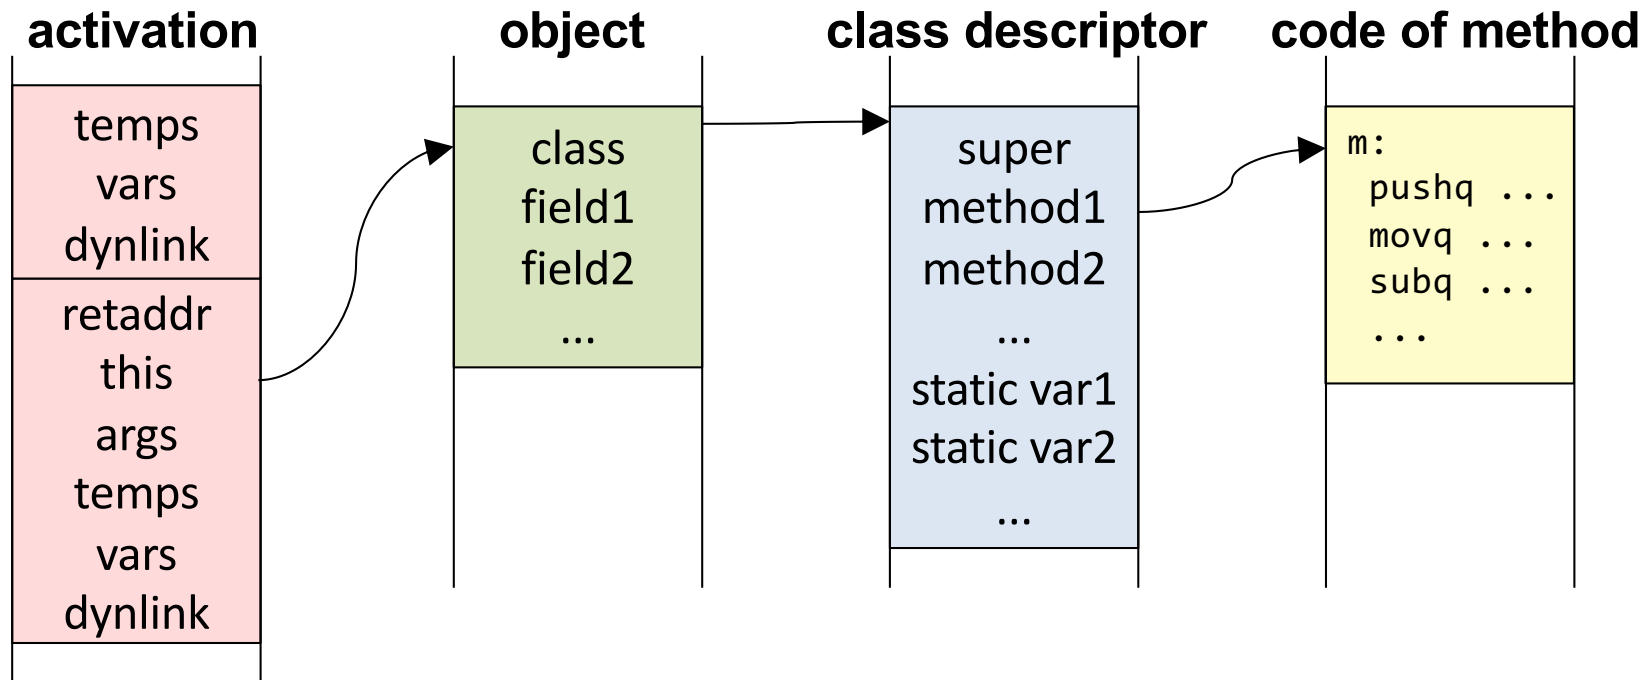 activation
temps
vars
dynlink
retaddr
this
args
temps
vars
dynlink
object
class
field1
field2
...
class descriptor
super
method1
method2
...
static var1
static var2
...
code of method
m:
pushq ...
movq ...
subq ...
...